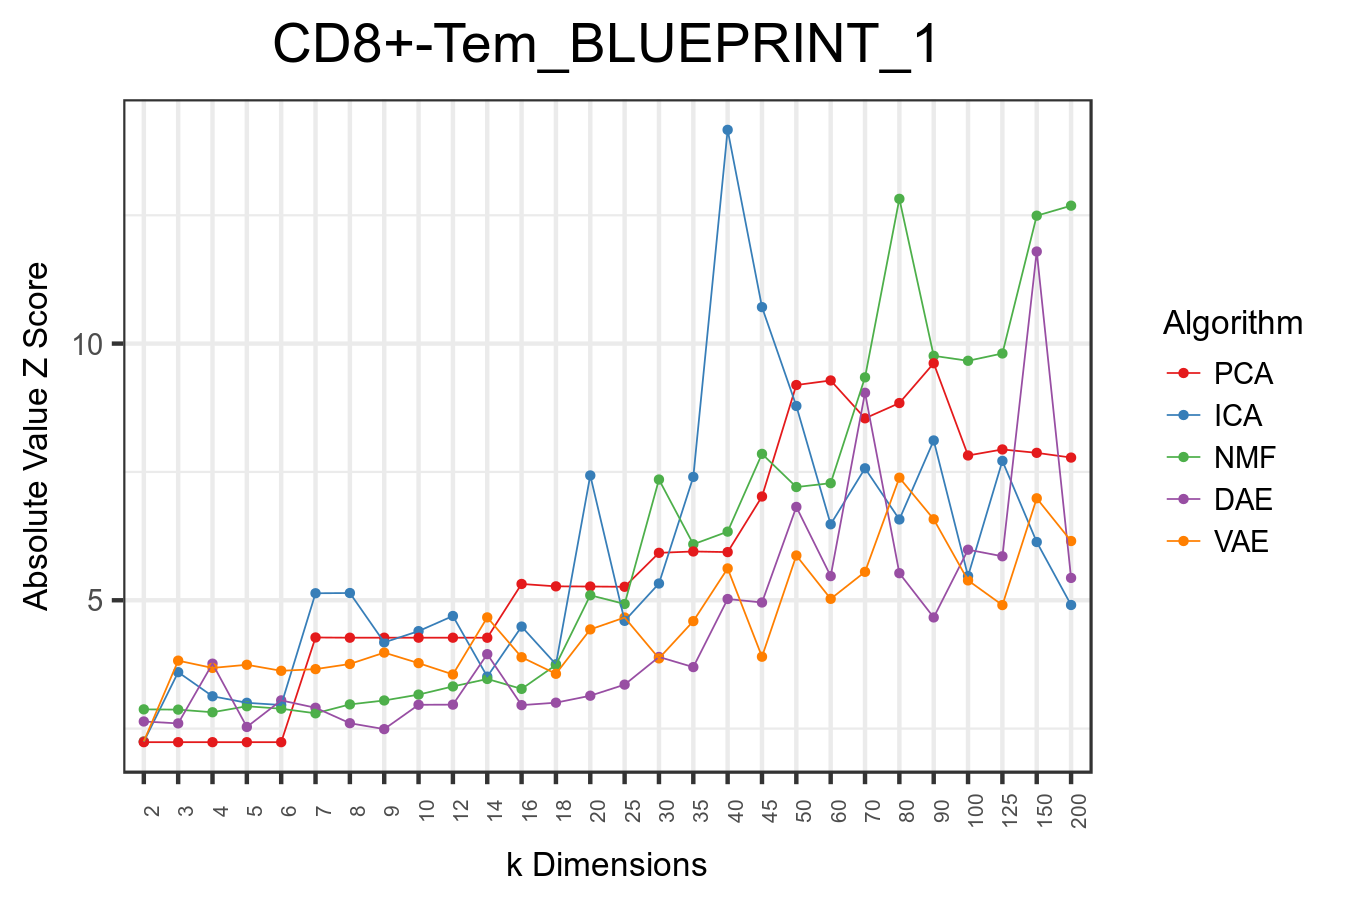 CD8+-Tem_BLUEPRINT_1
Absolute Value Z Score
10
5
2 3 4 5 6 7 8 9 10 12 14 16 18 20 25 30 35 40 45 50 60 70 80 90 100 125 150 200
k Dimensions
Algorithm
PCA
ICA
NMF
DAE
VAE